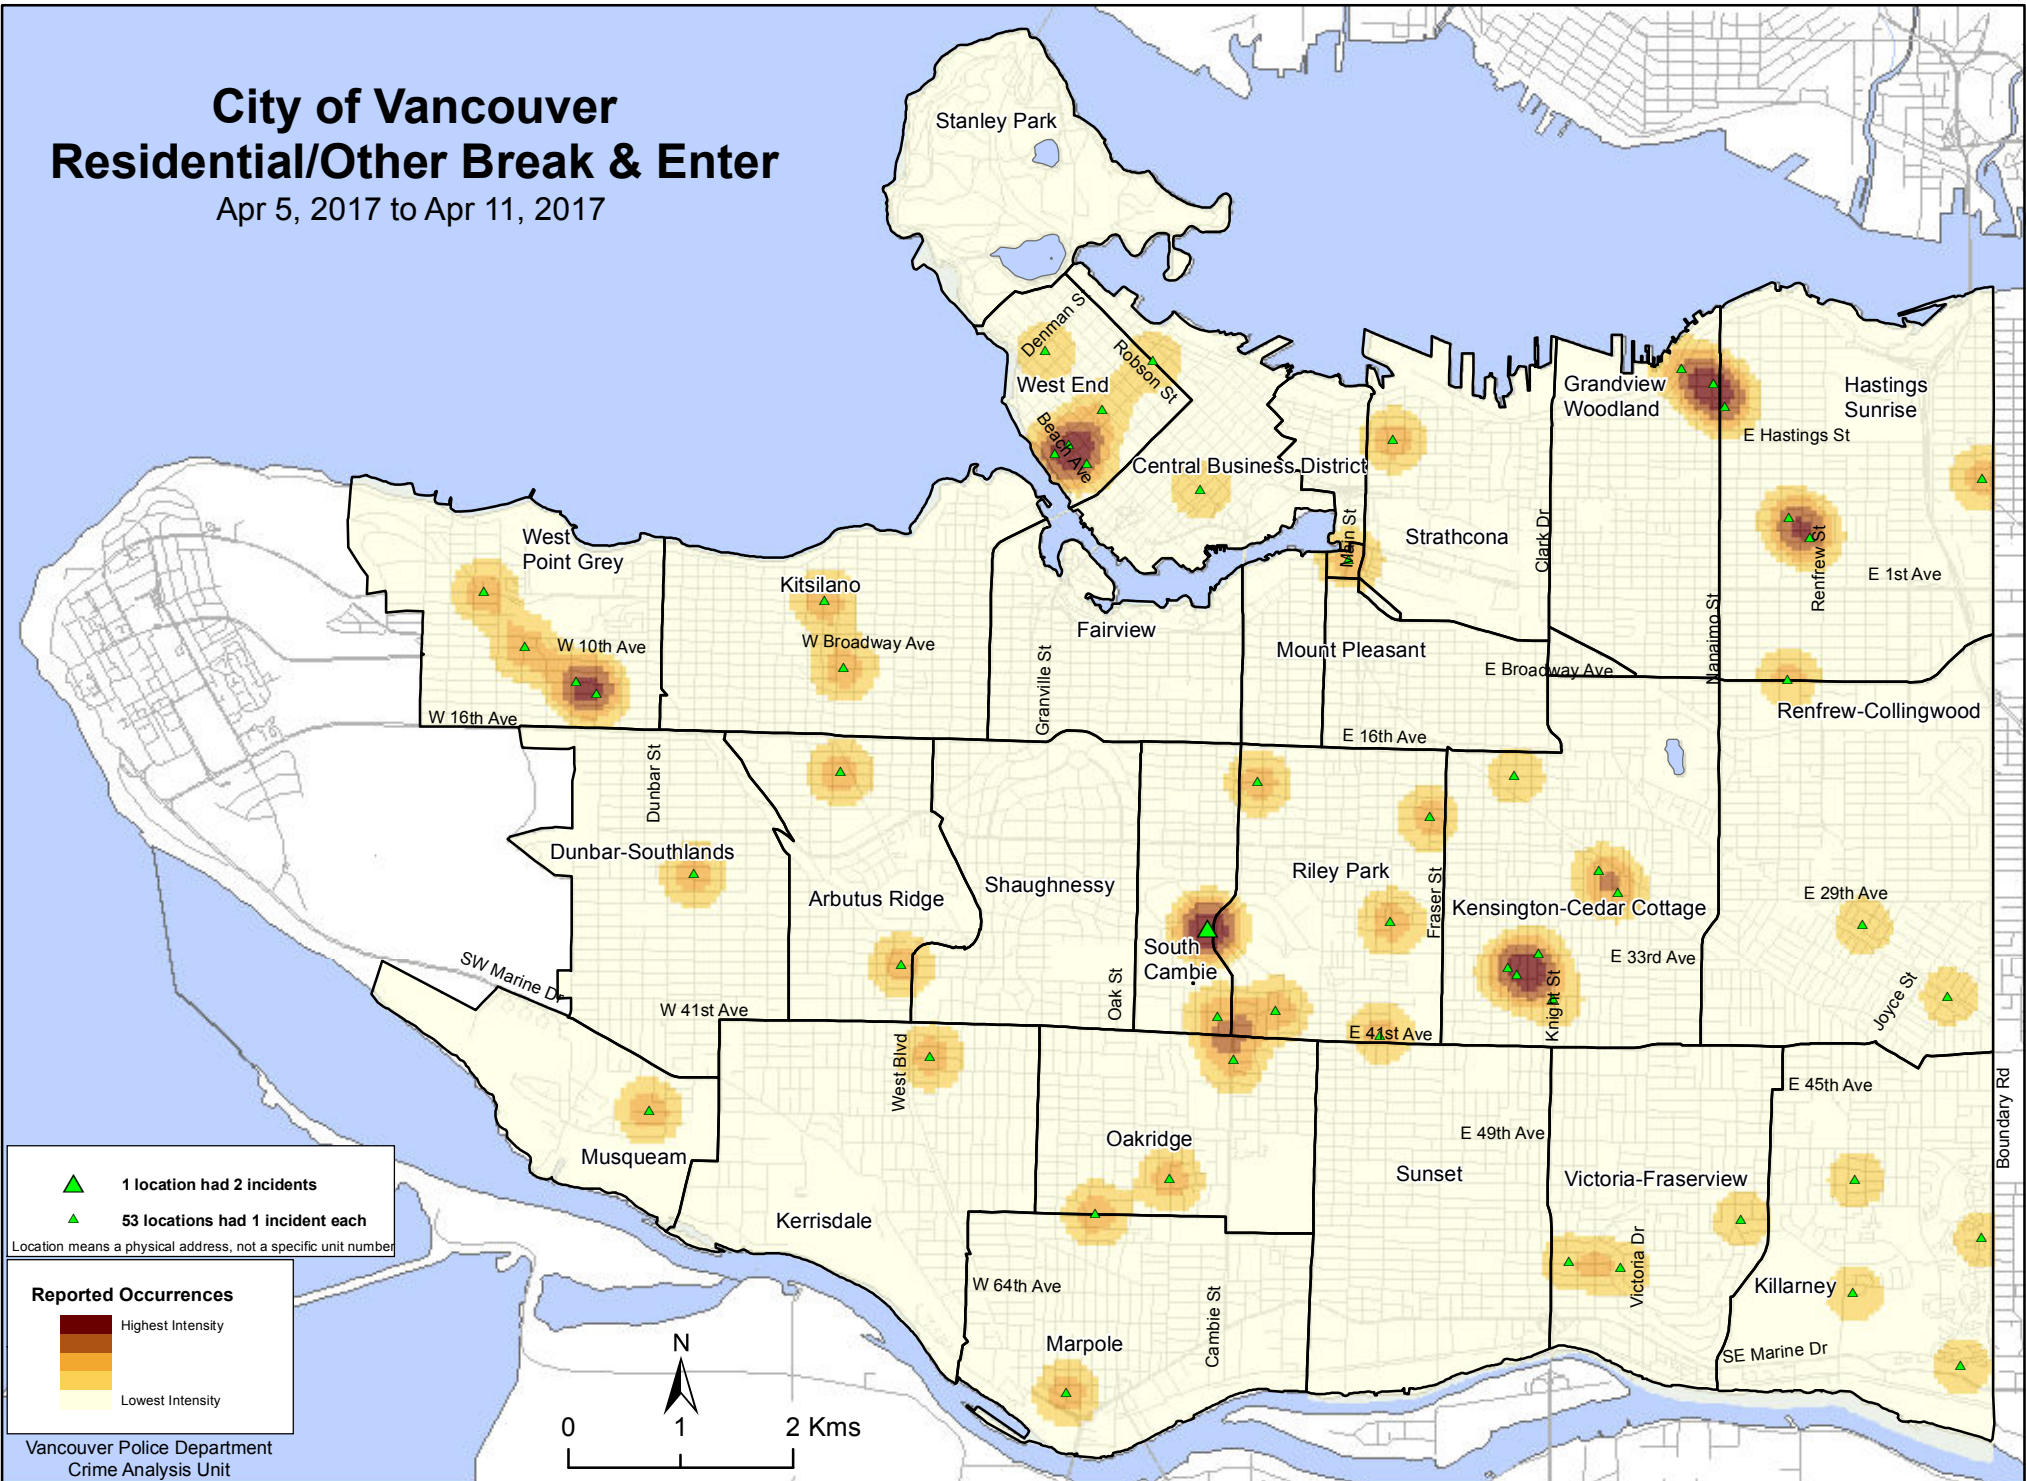 City of Vancouver
Residential/Other Break & Enter
Apr 5, 2017 to Apr 11, 2017
Stanley Park
Denman S
Robson St
West End
Beach Ave
Central Business District
Grandview
Woodland
Hastings
Sunrise
E Hastings St
West
Point Grey
Kitsilano
Main St
Strathcona
Clark Dr
Renfrew St
E 1st Ave
W 10th Ave
W Broadway Ave
Fairview
Granville St
Mount Pleasant
E Broadway Ave
Nanaimo St
W 16th Ave
E 16th Ave
Renfrew-Collingwood
Dunbar St
Dunbar-Southlands
Arbutus Ridge
Shaughnessy
Riley Park
Fraser St
Kensington-Cedar Cottage
E 29th Ave
South
Cambie
E 33rd Ave
SW Marine Dr
W 41st Ave
Oak St
E 41st Ave
Knight St
Joyce St
West Blvd
E 45th Ave
Boundary Rd
Musqueam
Oakridge
E 49th Ave
Sunset
Victoria-Fraserview
Kerrisdale
Victoria Dr
W 64th Ave
Cambie St
Killarney
Marpole
SE Marine Dr
1 location had 2 incidents
53 locations had 1 incident each
Location means a physical address, not a specific unit number
Reported Occurrences
Highest Intensity
Lowest Intensity
N
0 1 2 Kms
Vancouver Police Department
Crime Analysis Unit